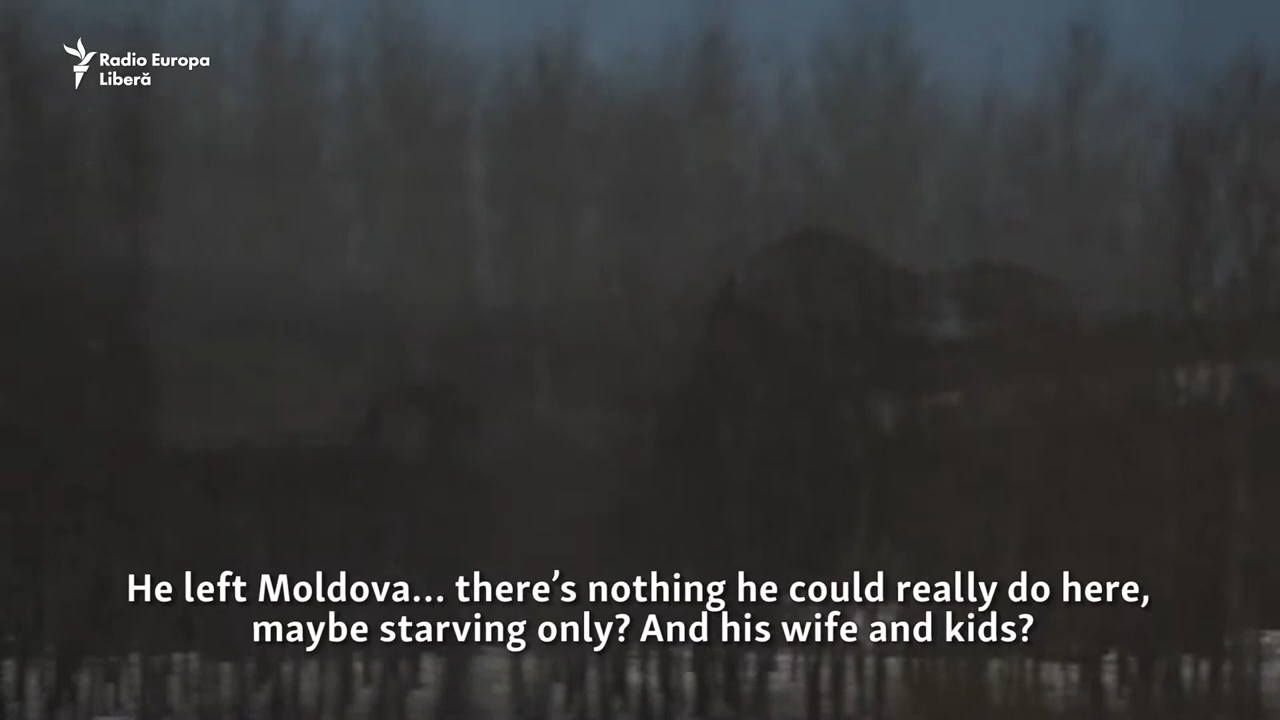 Radio Europa
Liberă
He left Moldova... there’s nothing he could really do here,
maybe starving only? And his wife and kids?